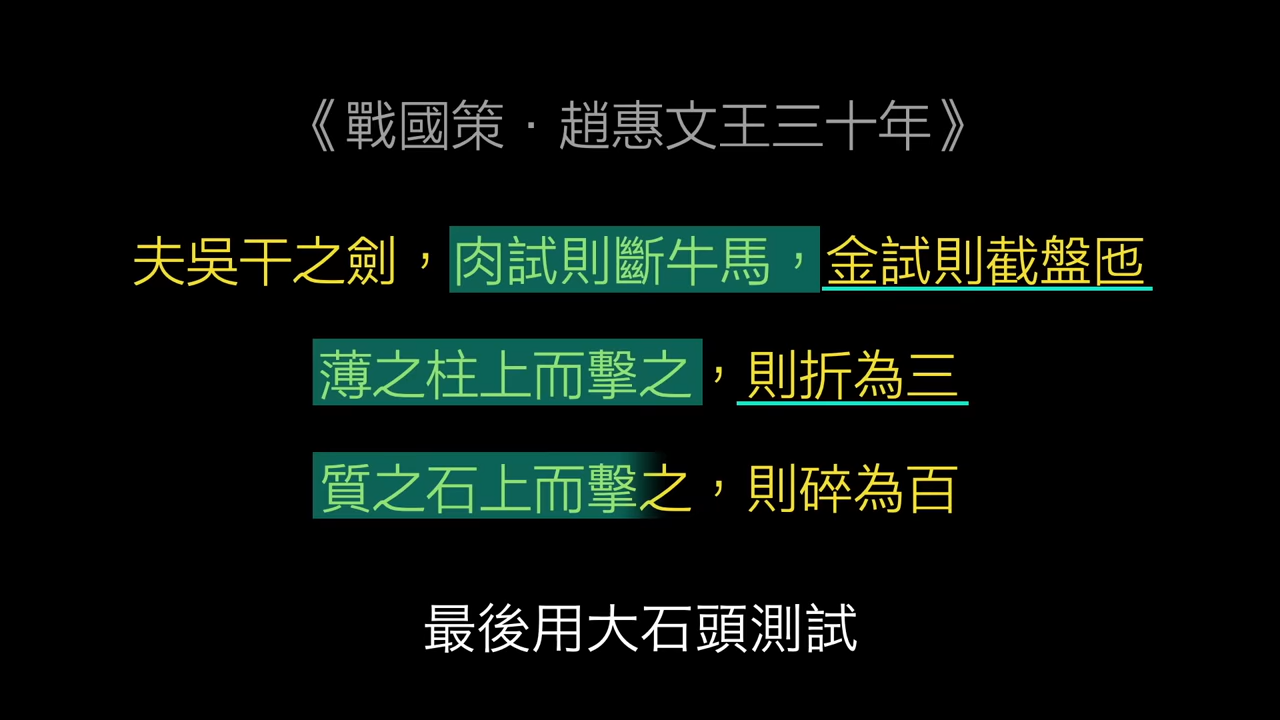 《戰國策·趙惠文王三十年》
夫吳干之劍，肉試則斷牛馬，金試則截盤匜
薄之柱上而擊之，則折為三
質之石上而擊之，則碎為百
最後用大石頭測試